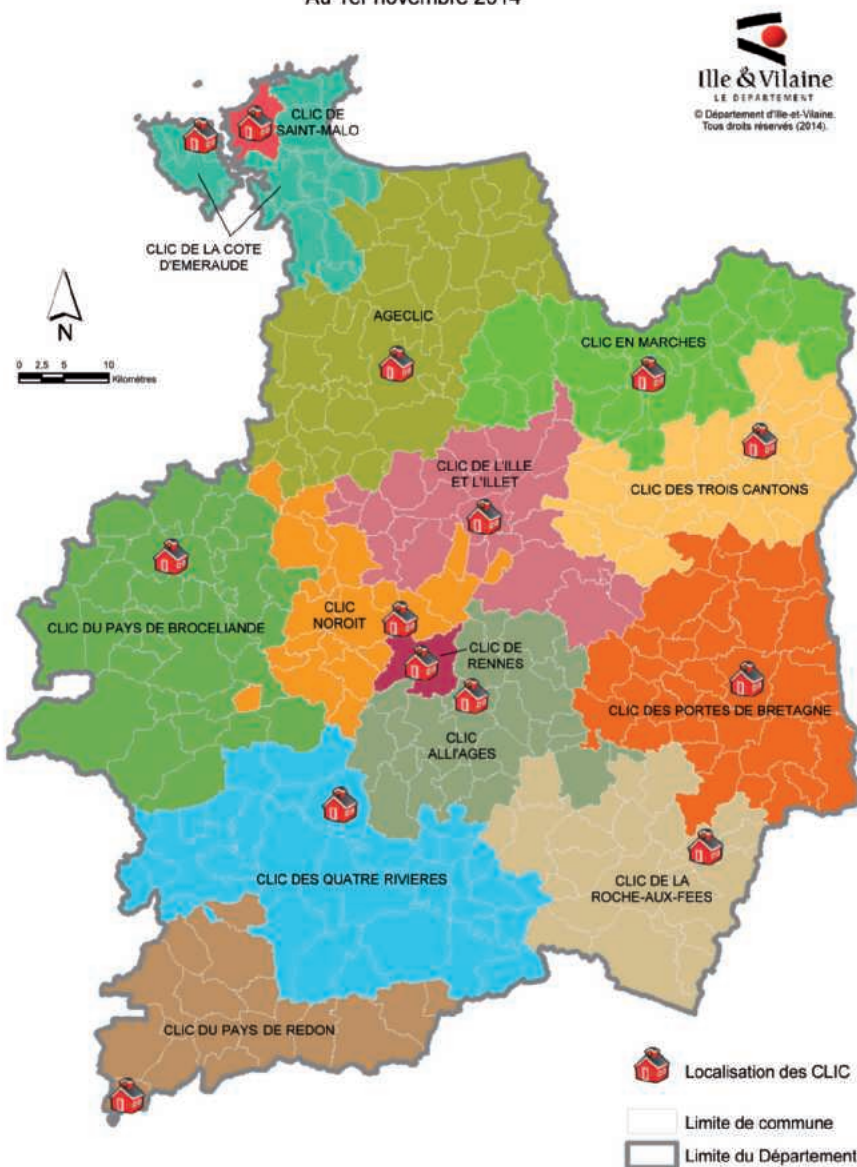 Au 1er novembre 2014
Ille & Vilaine
LE DEPARTEMENT
© Département d'Ille-et-Vilaine.
Tous droits réservés (2014).
CLIC DE
SAINT-MALO
CLIC DE LA COTE
D'EMERAUDE
N
0 2.5 5 10
Kilomètres
AGECLIC
CLIC EN MARCHES
CLIC DE L'ILLE
ET L'ILLET
CLIC DES TROIS CANTONS
CLIC DU PAYS DE BROCELIANDE
CLIC
NOROIT
CLIC DE
RENNES
CLIC DES PORTES DE BRETAGNE
CLIC
ALLI'AGES
CLIC DES QUATRE RIVIERES
CLIC DE LA
ROCHE-AUX-FEES
CLIC DU PAYS DE REDON
Localisation des CLIC
Limite de commune
Limite du Département